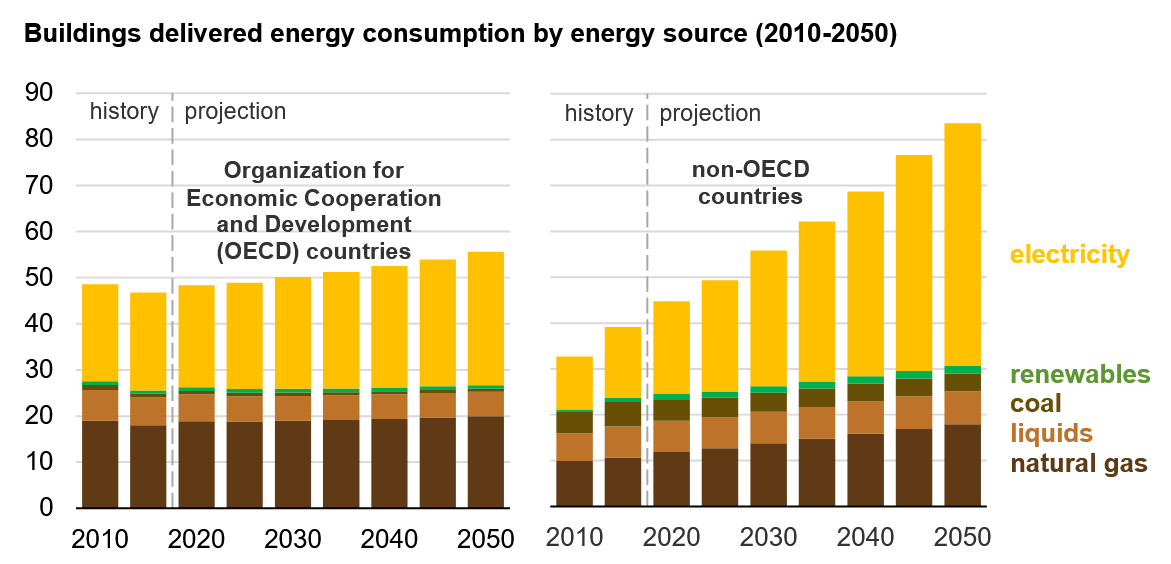 Buildings delivered energy consumption by energy source (2010-2050)
90
80
70
60
50
40
30
20
10
0
history
projection
Organization for
Economic Cooperation
and Development
(OECD) countries
2010
2020
2030
2040
2050
history
projection
non-OECD
countries
2010
2020
2030
2040
2050
electricity
renewables
coal
liquids
natural gas